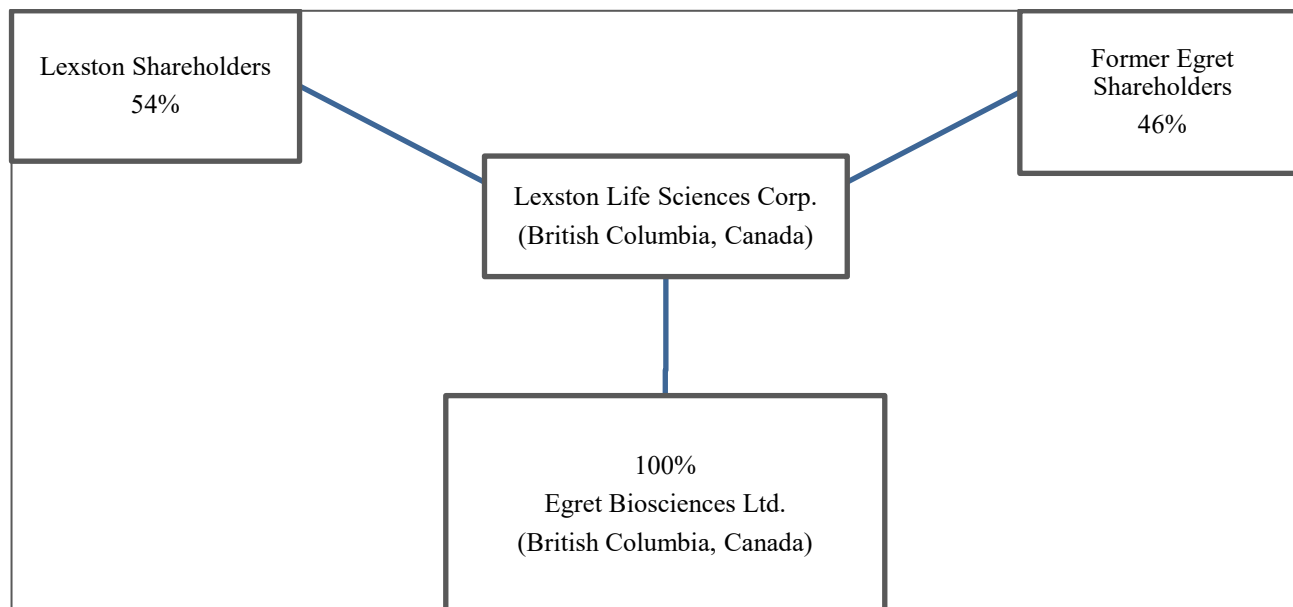 Lexston Shareholders
54%
Former Egret
Shareholders
46%
Lexston Life Sciences Corp.
(British Columbia, Canada)
100%
Egret Biosciences Ltd.
(British Columbia, Canada)